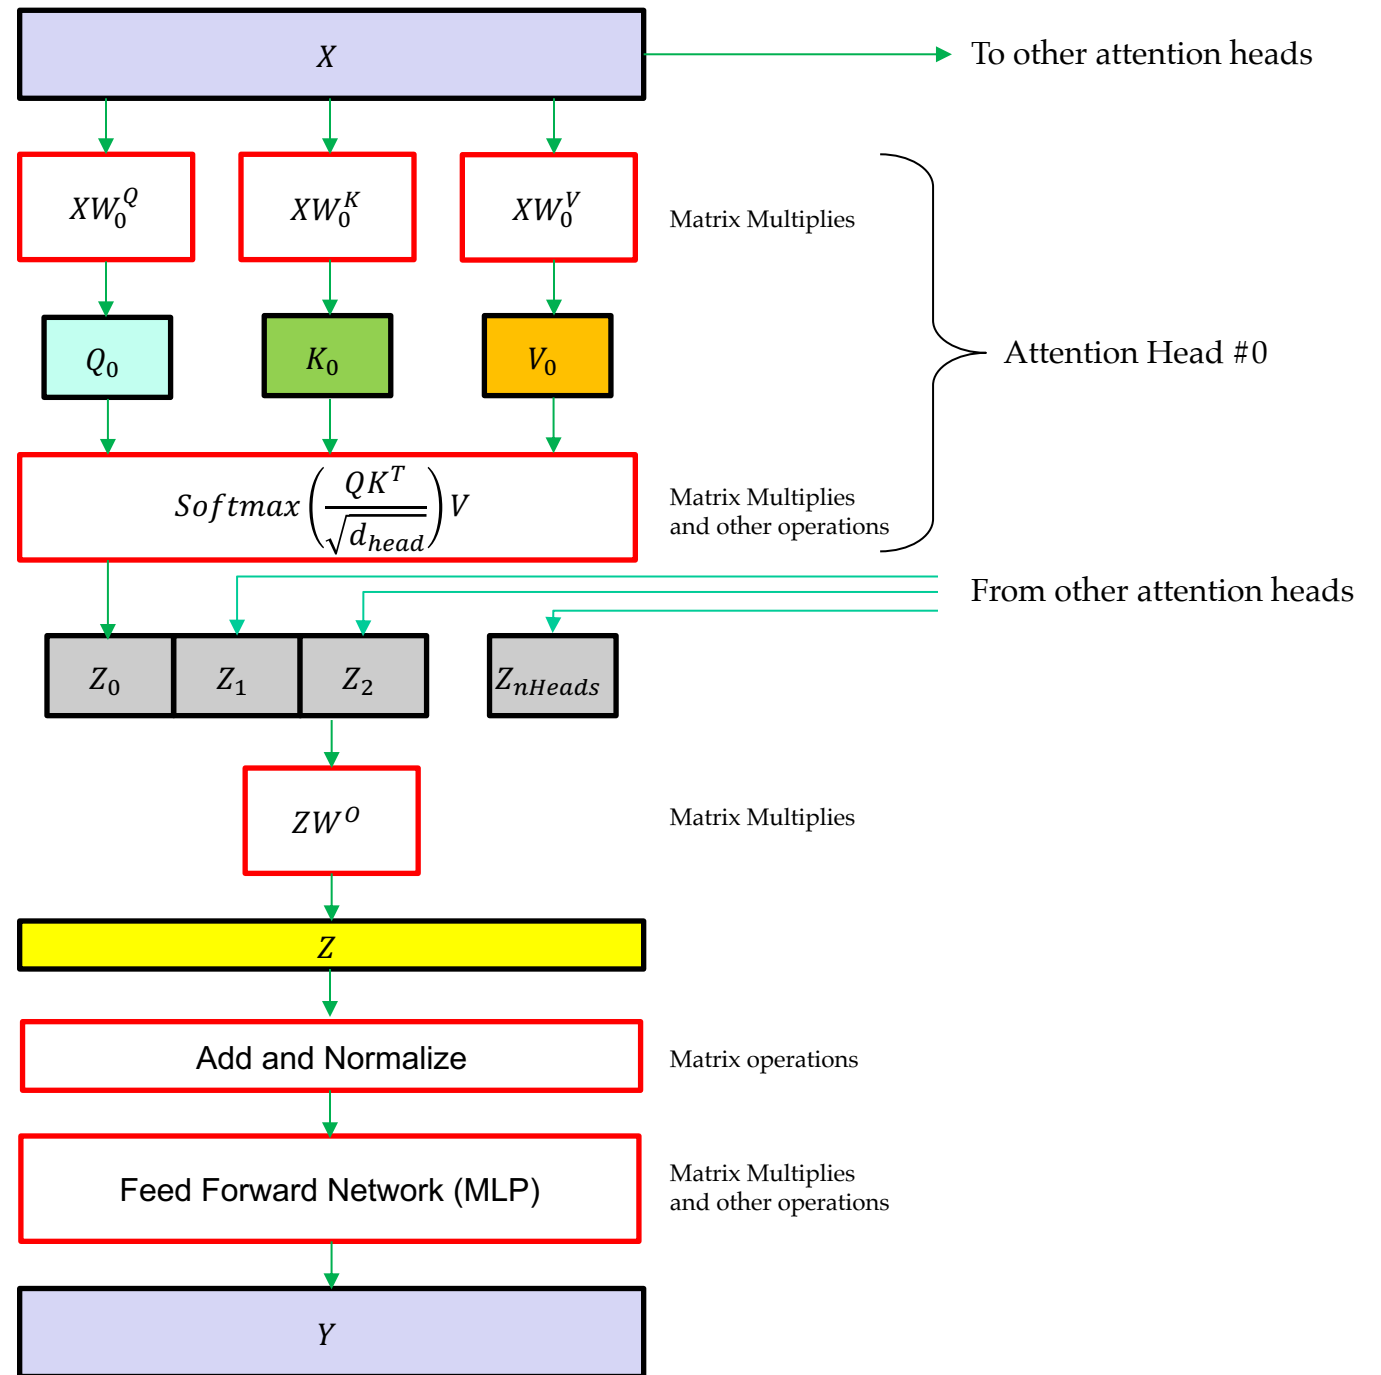 X
To other attention heads
XW_0^Q
XW_0^K
XW_0^V
Matrix Multiplies
Q_0
K_0
V_0
Attention Head #0
Softmax(QK^T/√d_head)V
Matrix Multiplies
and other operations
From other attention heads
Z_0
Z_1
Z_2
Z_nHeads
ZW^O
Matrix Multiplies
Z
Add and Normalize
Matrix operations
Feed Forward Network (MLP)
Matrix Multiplies
and other operations
Y